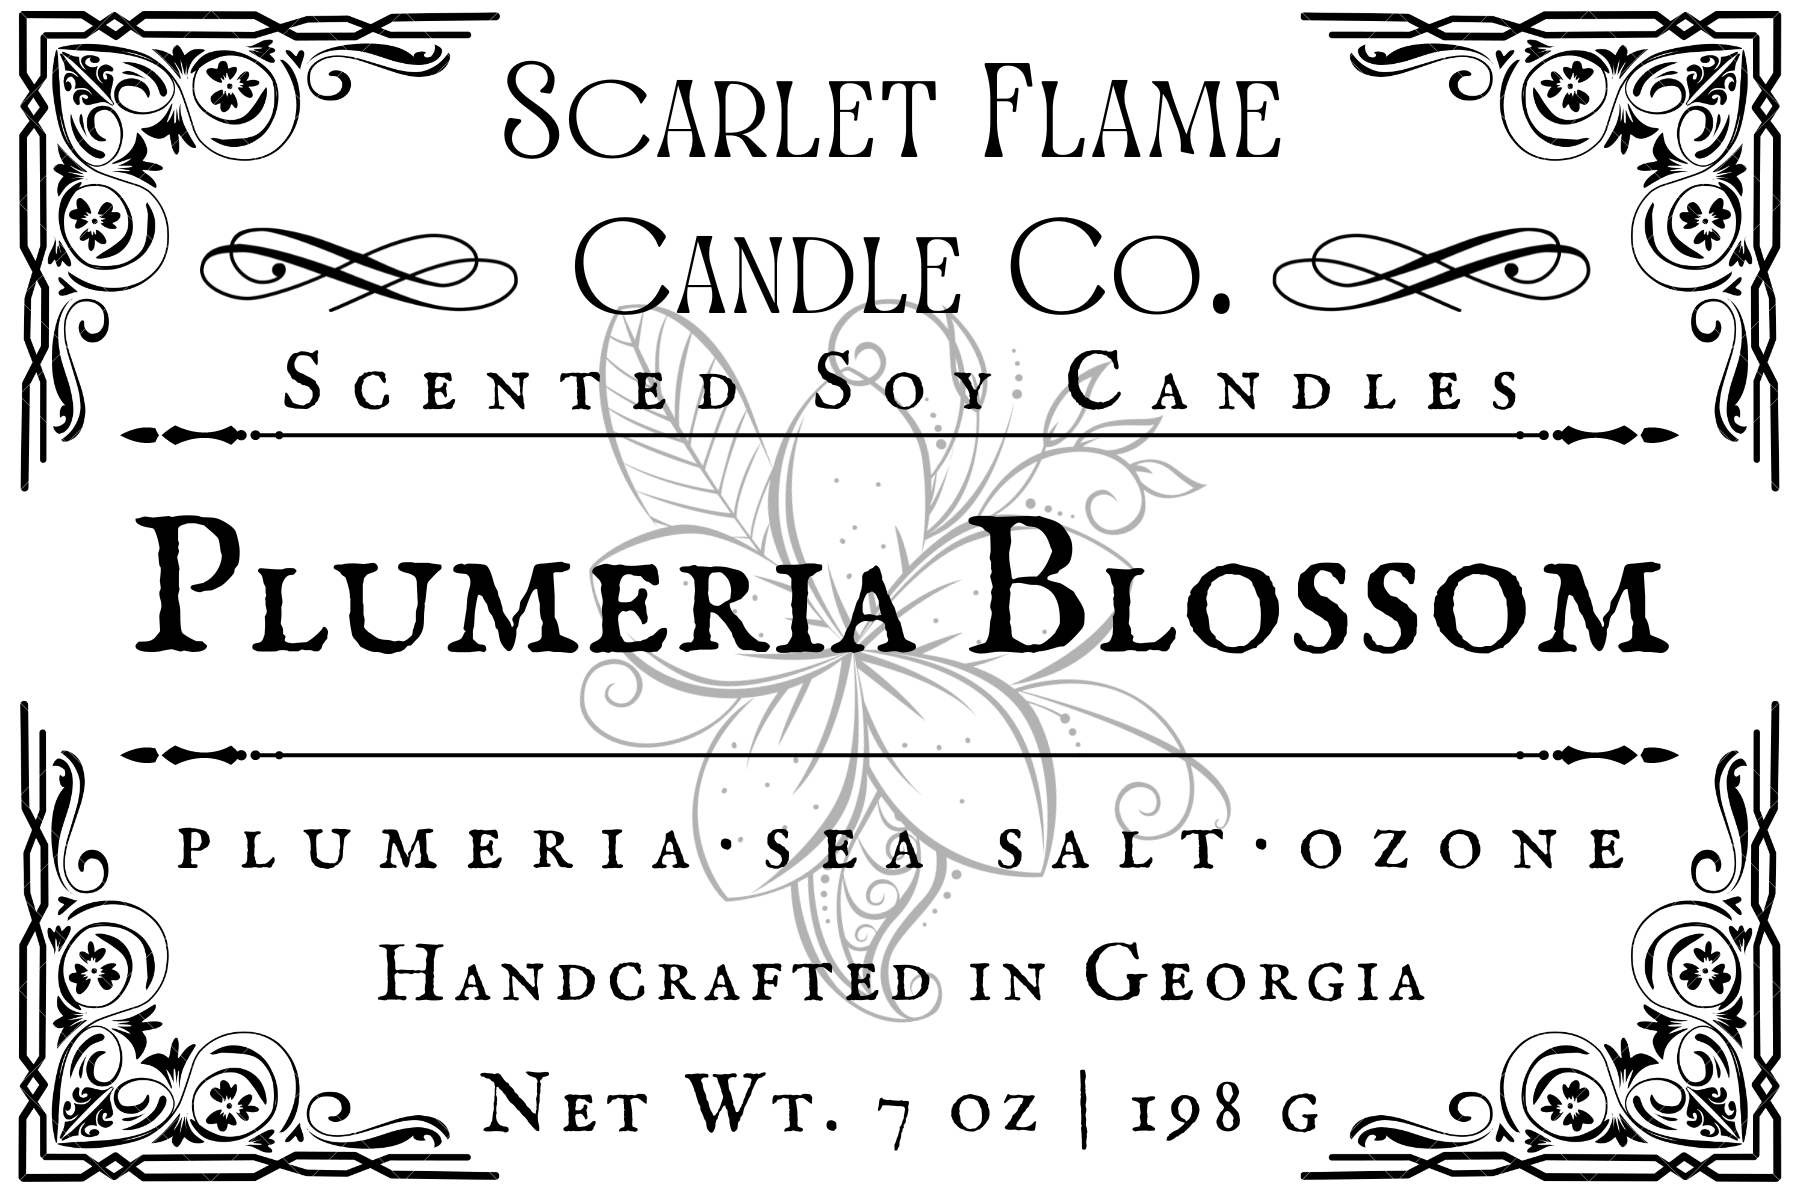 Scarlet Flame
Candle Co.
Scented Soy Candles
Plumeria Blossom
PLUMERIA·SEA SALT·OZONE
Handcrafted in Georgia
Net Wt. 7 oz | 198 g